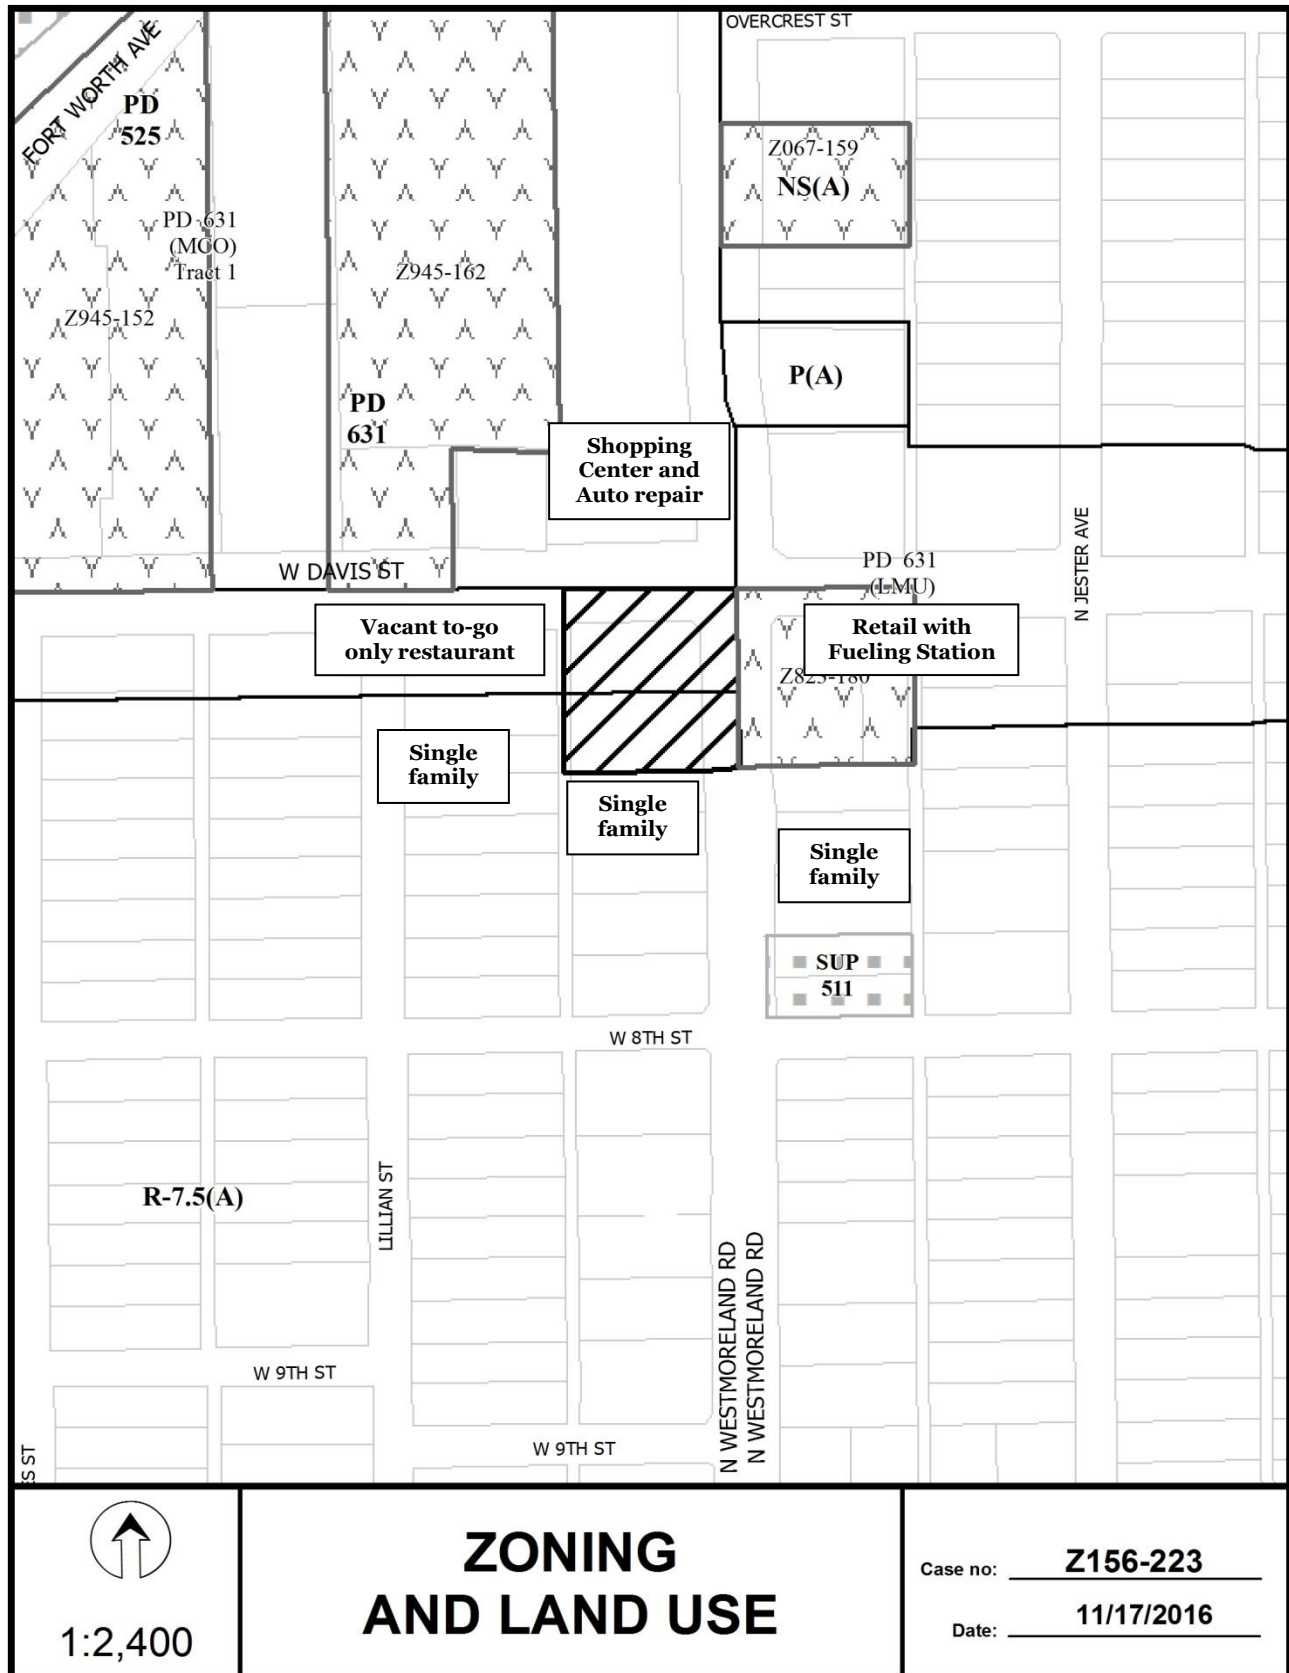 OVERCREST ST
FORT WORTH AVE
PD
525
Z067-159
NS(A)
PD 631
(MCO)
Tract 1
Z945-162
Z945-152
P(A)
PD
631
Shopping
Center and
Auto repair
N JESTER AVE
W DAVIS ST
PD 631
(LMU)
Vacant to-go
only restaurant
Retail with
Fueling Station
Z823-180
Single
family
Single
family
Single
family
SUP
511
W 8TH ST
R-7.5(A)
LILLIAN ST
N WESTMORELAND RD
N WESTMORELAND RD
W 9TH ST
W 9TH ST
ES ST
1:2,400
ZONING
AND LAND USE
Case no: Z156-223
Date: 11/17/2016